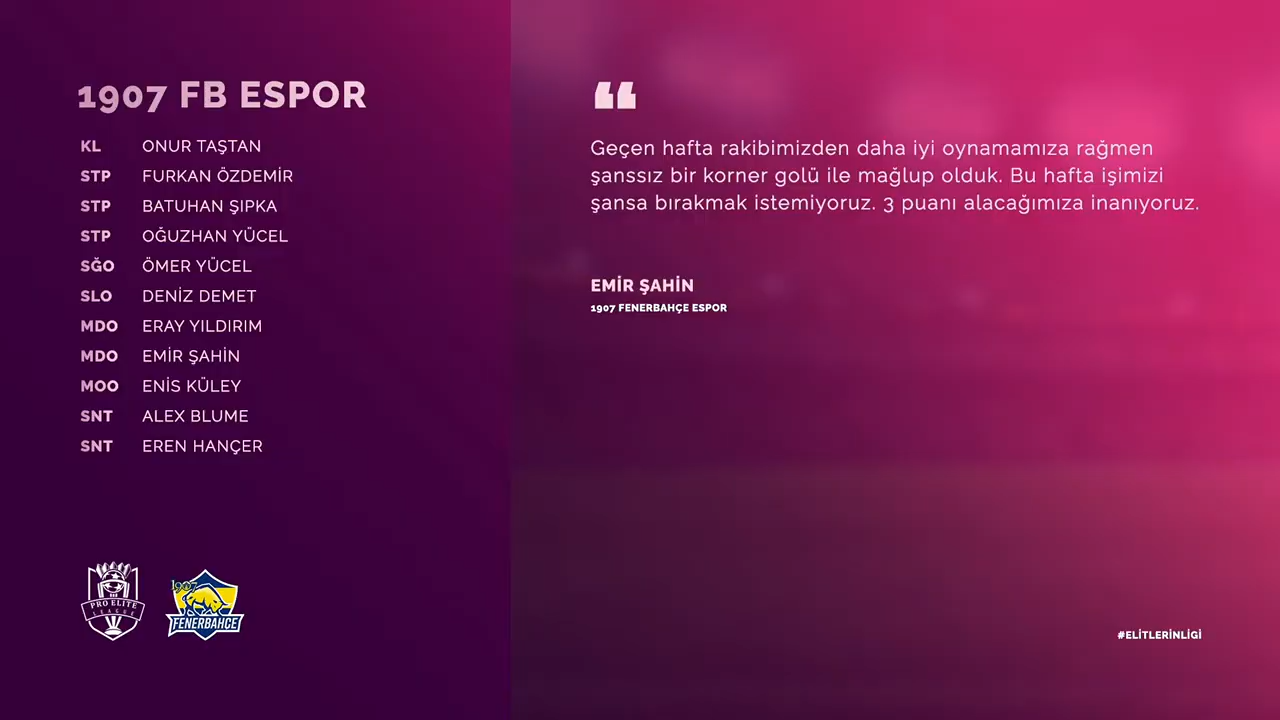 1907 FB ESPOR
KL ONUR TAŞTAN
STP FURKAN ÖZDEMİR
STP BATUHAN ŞIPKA
STP OĞUZHAN YÜCEL
SĞO ÖMER YÜCEL
SLO DENİZ DEMET
MDO ERAY YILDIRIM
MDO EMİR ŞAHİN
MOO ENİS KÜLEY
SNT ALEX BLUME
SNT EREN HANÇER
PRO ELITE
LEAGUE
1907
FENERBAHÇE
“
Geçen hafta rakibimizden daha iyi oynamamıza rağmen
şanssız bir korner golü ile mağlup olduk. Bu hafta işimizi
şansa bırakmak istemiyoruz. 3 puanı alacağımıza inanıyoruz.
EMİR ŞAHİN
1907 FENERBAHÇE ESPOR
#ELİTLERİNLİGİ